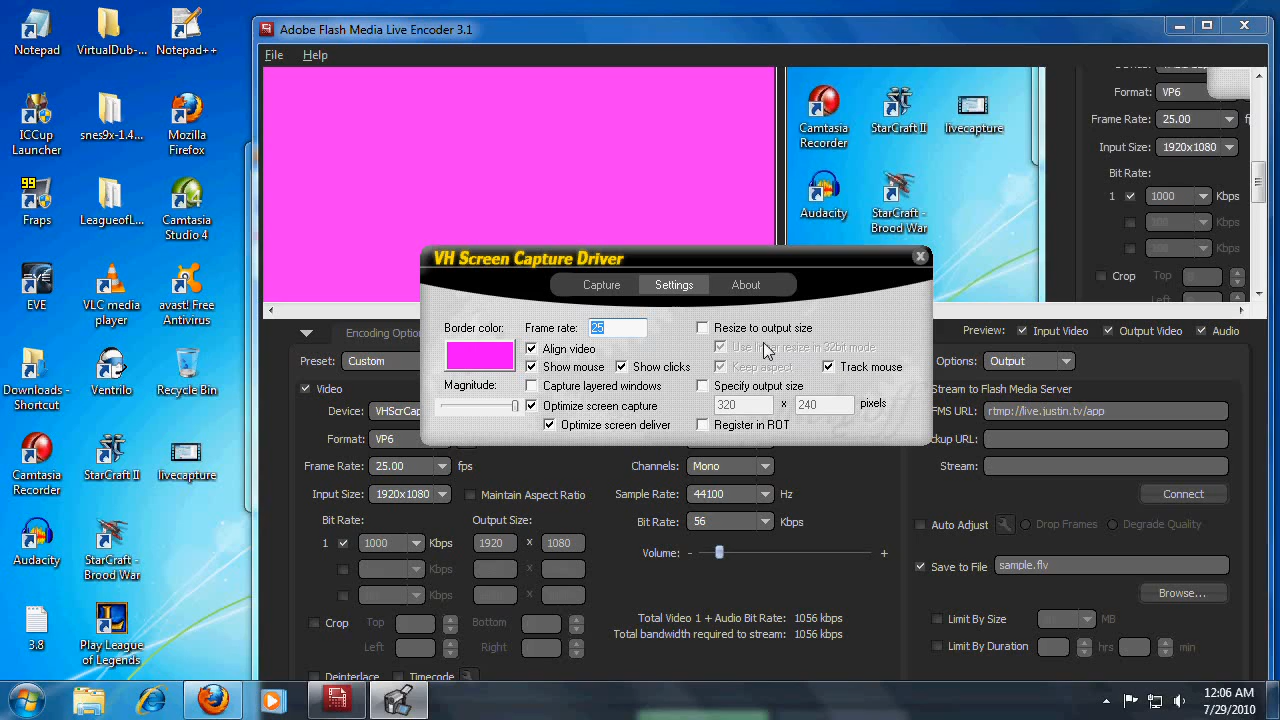 Notepad
VirtualDub-...
Notepad++
ICCup
Launcher
snes9x-1.4...
Mozilla
Firefox
99
Fraps
LeagueofL...
Camtasia
Studio 4
4
EVE
VLC media
player
avast! Free
Antivirus
Downloads -
Shortcut
Ventrilo
Recycle Bin
Camtasia
Recorder
StarCraft II
livecapture
Audacity
StarCraft -
Brood War
3.8
Play League
of Legends
Adobe Flash Media Live Encoder 3.1
File Help
Camtasia
Recorder
StarCraft II
livecapture
Audacity
StarCraft -
Brood War
Format: VP6
Frame Rate: 25.00
Input Size: 1920x1080
Bit Rate:
1 1000 Kbps
Kbps
Kbps
Crop Top
VH Screen Capture Driver
Capture Settings About
Border color:
Magnitude:
Frame rate: 25
Align video
Show mouse Show clicks
Capture layered windows
Optimize screen capture
Optimize screen deliver
Resize to output size
resize in 32bit mode
Keep aspect Track mouse
Specify output size
320 x 240 pixels
Register in ROT
Preview: Input Video Output Video Audio
Preset: Custom
Options: Output
Video
Device:
Format: VP6
Frame Rate: 25.00 fps
Input Size: 1920x1080 Maintain Aspect Ratio
Bit Rate: Output Size:
1 1000 Kbps 1920 x 1080
Kbps x
Kbps x
Crop Top Bottom
Left Right
Deinterlace Timecode
Channels: Mono
Sample Rate: 44100 Hz
Bit Rate: 56 Kbps
Volume: - +
Total Video 1 + Audio Bit Rate: 1056 kbps
Total bandwidth required to stream: 1056 kbps
Stream to Flash Media Server
FMS URL: rtmp://live.justin.tv/app
URL:
Stream:
Connect
Auto Adjust Drop Frames Degrade Quality
Save to File sample.flv
Browse...
Limit By Size MB
Limit By Duration hrs min
12:06 AM
7/29/2010